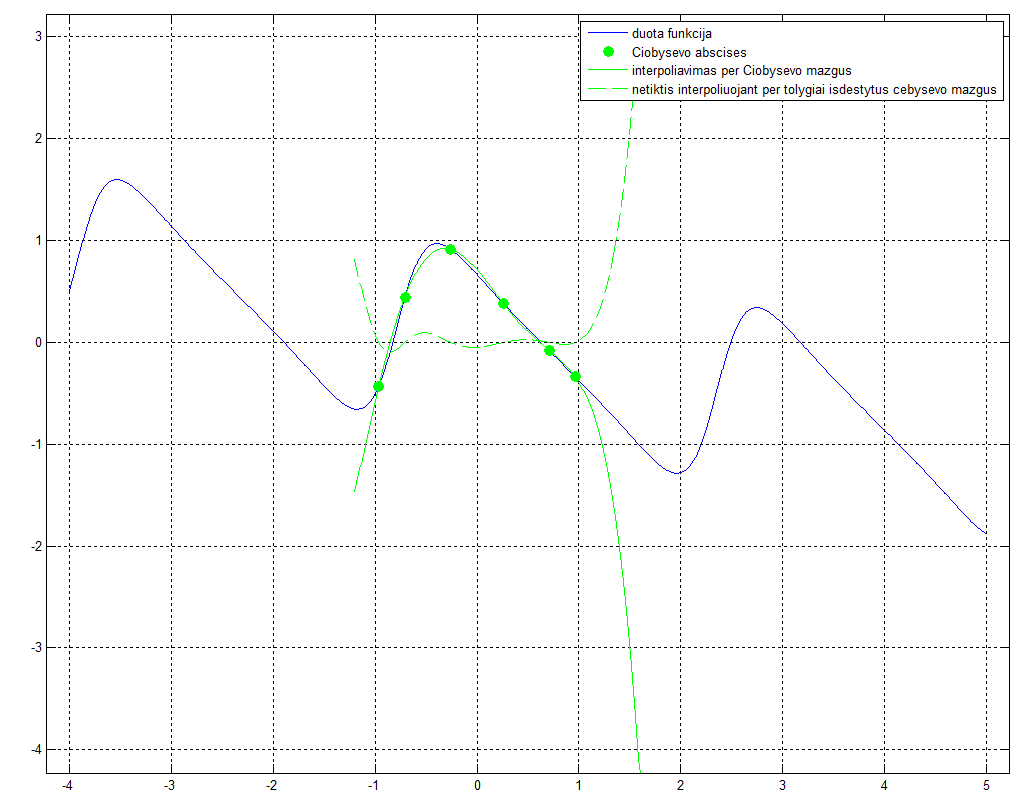 duota funkcija
Ciobysevo abscises
interpoliavimas per Ciobysevo mazgus
netiktis interpoliuojant per tolygiai isdestytus cebysevo mazgus
3
2
1
0
-1
-2
-3
-4
-4 -3 -2 -1 0 1 2 3 4 5